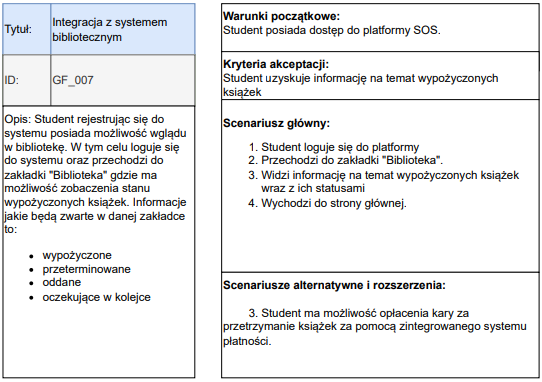 Tytuł:
Integracja z systemem
bibliotecznym
ID:
GF_007
Opis: Student rejestrując się do
systemu posiada możliwość wglądu
w bibliotekę. W tym celu loguje się
do systemu oraz przechodzi do
zakładki "Biblioteka" gdzie ma
możliwość zobaczenia stanu
wypożyczonych książek. Informacje
jakie będą zwarte w danej zakładce
to:
• wypożyczone
• przeterminowane
• oddane
• oczekujące w kolejce
Warunki początkowe:
Student posiada dostęp do platformy SOS.
Kryteria akceptacji:
Student uzyskuje informację na temat wypożyczonych
książek
Scenariusz główny:
1. Student loguje się do platformy
2. Przechodzi do zakładki "Biblioteka".
3. Widzi informację na temat wypożyczonych książek
wraz z ich statusami
4. Wychodzi do strony głównej.
Scenariusze alternatywne i rozszerzenia:
3. Student ma możliwość opłacenia kary za
przetrzymanie książek za pomocą zintegrowanego systemu
płatności.